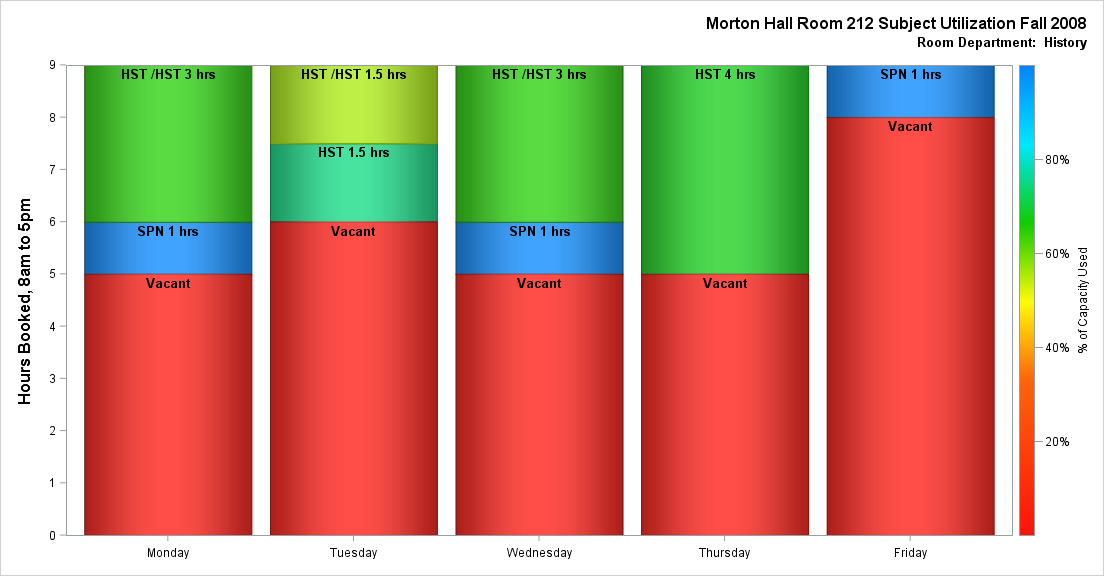 Morton Hall Room 212 Subject Utilization Fall 2008
Room Department:  History
Hours Booked, 8am to 5pm
9
8
7
6
5
4
3
2
1
0
HST /HST 3 hrs
SPN 1 hrs
Vacant
HST /HST 1.5 hrs
HST 1.5 hrs
Vacant
HST /HST 3 hrs
SPN 1 hrs
Vacant
HST 4 hrs
Vacant
SPN 1 hrs
Vacant
Monday
Tuesday
Wednesday
Thursday
Friday
80%
60%
40%
20%
% of Capacity Used